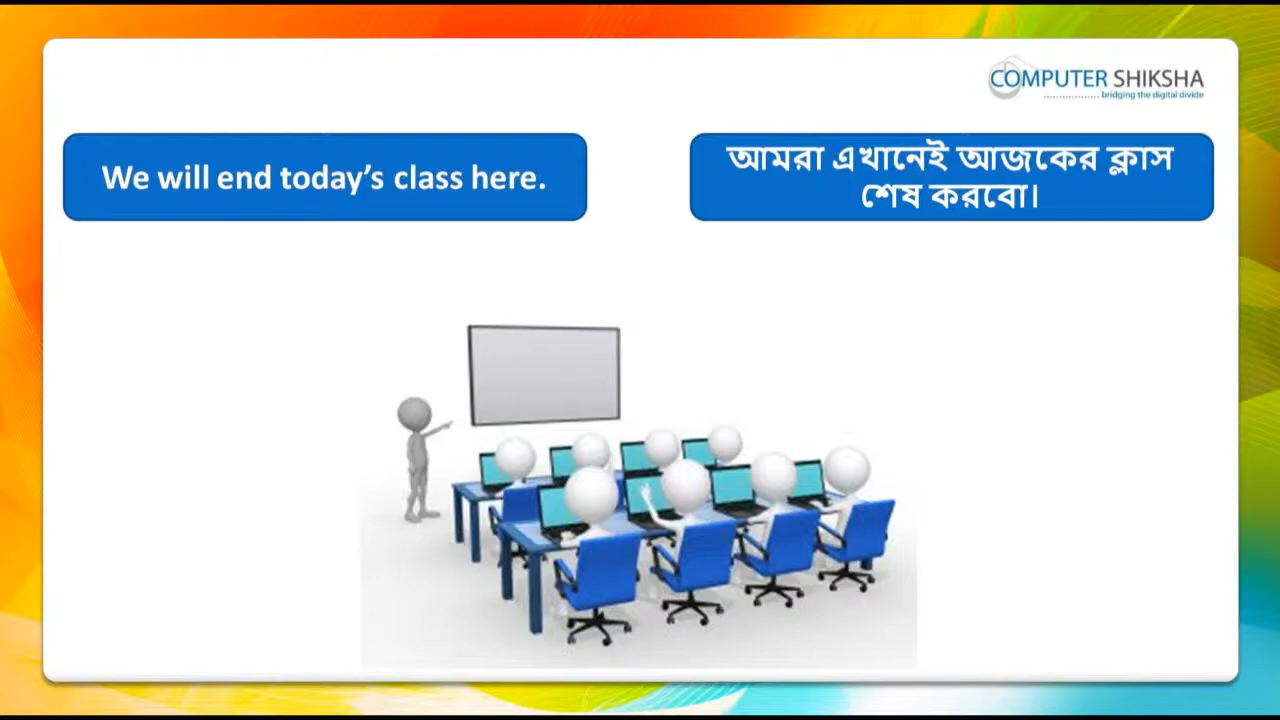 COMPUTER SHIKSHA
bridging the digital divide
We will end today's class here.
আমরা এখানেই আজকের ক্লাস
শেষ করবো।